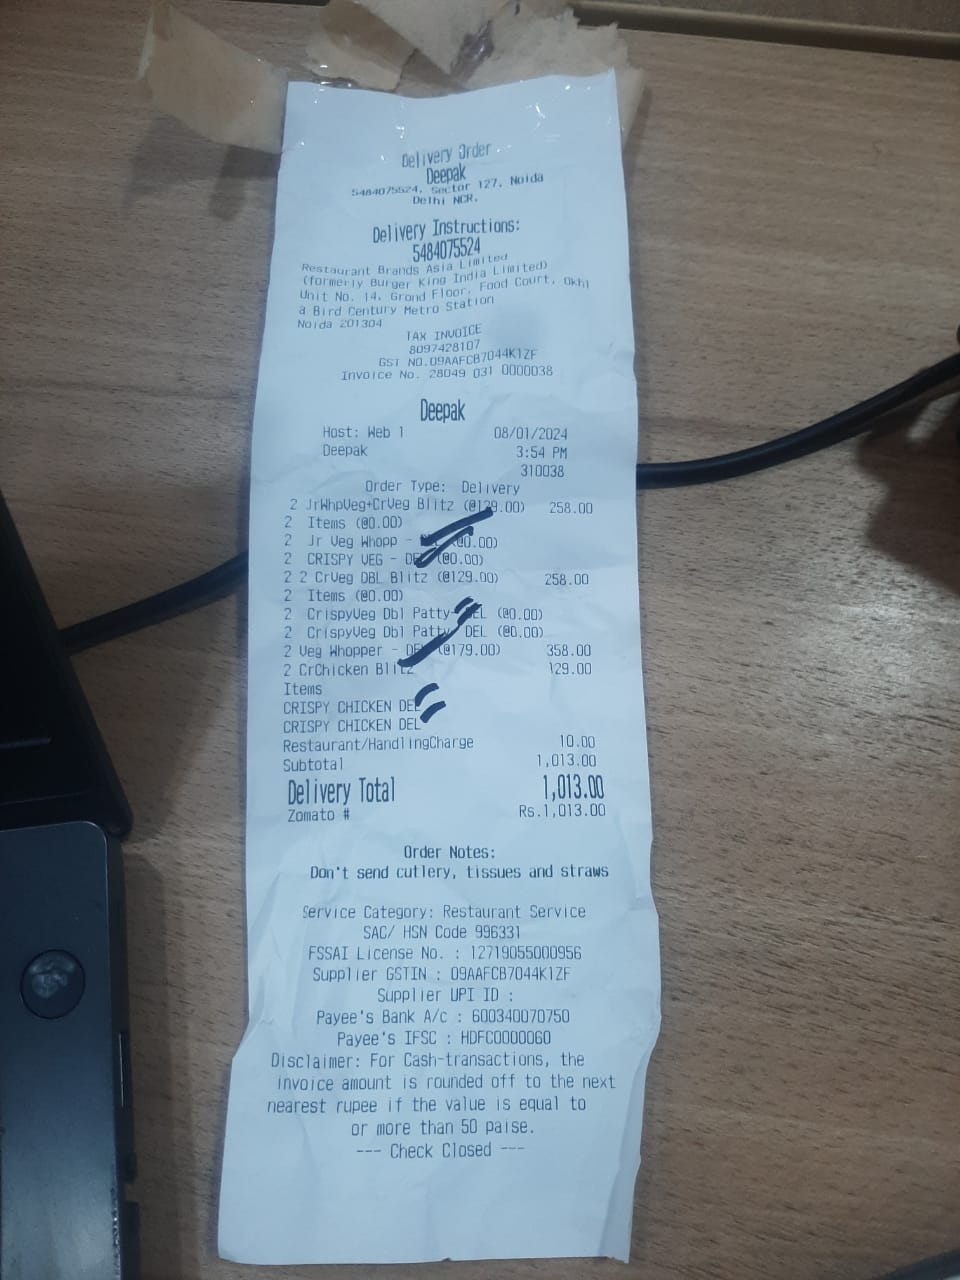 Delivery Order
Deepak
5484075524, Sector 127, Noida
Delhi NCR,
Delivery Instructions:
5484075524
Restaurant Brands Asia Limited
(formerly Burger King India Limited)
Unit No. 14, Grond Floor, Food Court, Okhl
a Bird Century Metro Station
Noida 201304
TAX INVOICE
8097428107
GST NO.09AAFCB7044K1ZF
Invoice No. 28049 031 0000038
Deepak
Host: Web 1 08/01/2024
Deepak 3:54 PM
310038
Order Type: Delivery
2 JrWhpVeg+CrVeg Blitz (@129.00) 258.00
2 Items (@0.00)
2 Jr Veg Whopp - (@0.00)
2 CRISPY VEG - DEL (@0.00)
2 2 CrVeg DBL Blitz (@129.00) 258.00
2 Items (@0.00)
2 CrispyVeg Dbl Patty- DEL (@0.00)
2 CrispyVeg Dbl Patty- DEL (@0.00)
2 Veg Whopper - DEL (@179.00) 358.00
2 CrChicken Blitz 129.00
Items
CRISPY CHICKEN DEL
CRISPY CHICKEN DEL
Restaurant/HandlingCharge 10.00
Subtotal 1,013.00
Delivery Total 1,013.00
Zomato # Rs.1,013.00
Order Notes:
Don't send cutlery, tissues and straws
Service Category: Restaurant Service
SAC/ HSN Code 996331
FSSAI License No. : 12719055000956
Supplier GSTIN : 09AAFCB7044K1ZF
Supplier UPI ID :
Payee's Bank A/c : 600340070750
Payee's IFSC : HDFC0000060
Disclaimer: For Cash-transactions, the
invoice amount is rounded off to the next
nearest rupee if the value is equal to
or more than 50 paise.
--- Check Closed ---